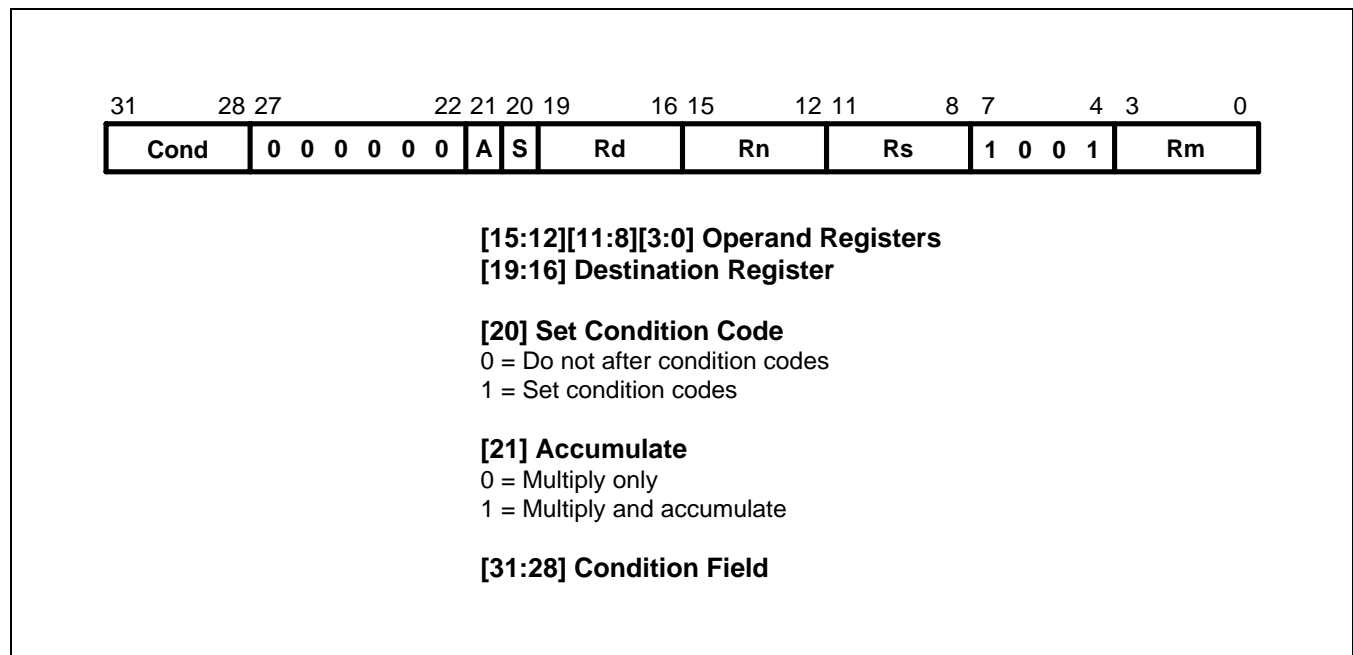 31 28 27 22 21 20 19 16 15 12 11 8 7 4 3 0
Cond 0 0 0 0 0 0 A S Rd Rn Rs 1 0 0 1 Rm
[15:12][11:8][3:0] Operand Registers
[19:16] Destination Register
[20] Set Condition Code
0 = Do not after condition codes
1 = Set condition codes
[21] Accumulate
0 = Multiply only
1 = Multiply and accumulate
[31:28] Condition Field